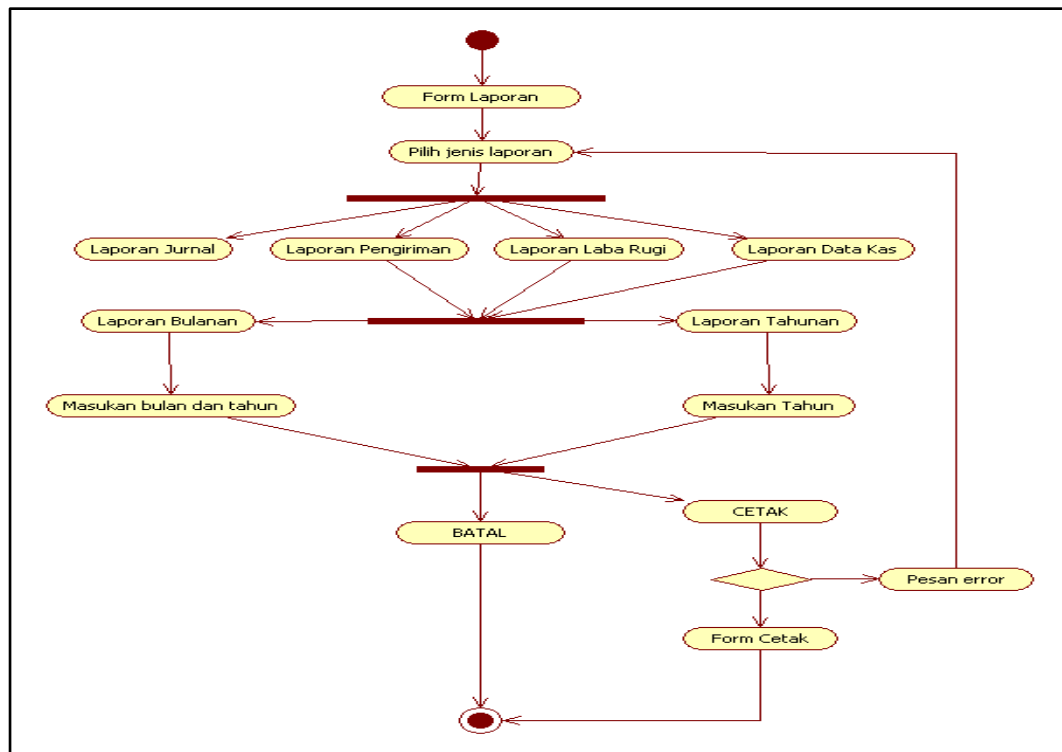 Form Laporan
Pilih jenis laporan
Laporan Jurnal
Laporan Pengiriman
Laporan Laba Rugi
Laporan Data Kas
Laporan Bulanan
Laporan Tahunan
Masukan bulan dan tahun
Masukan Tahun
CETAK
BATAL
Pesan error
Form Cetak